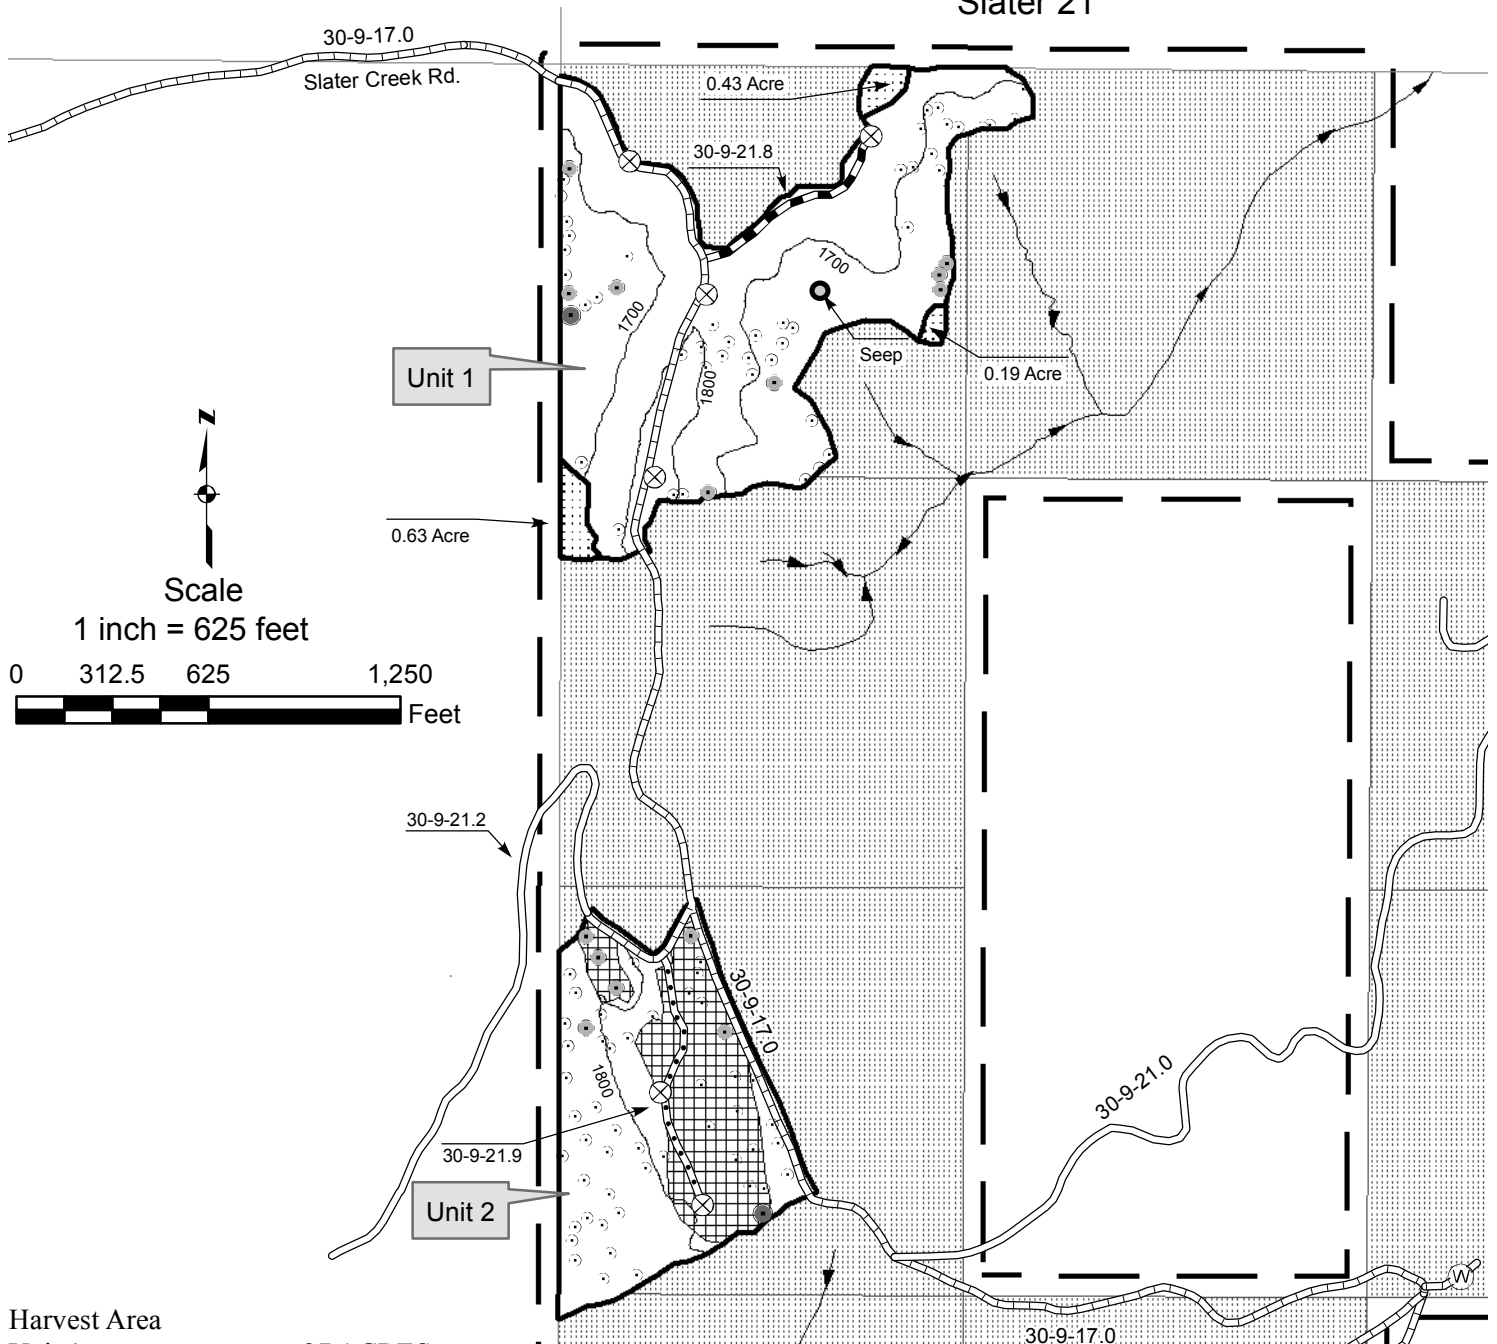 Slater 21
30-9-17.0
Slater Creek Rd.
0.43 Acre
30-9-21.8
1700
1700
Seep
Unit 1
1800
0.19 Acre
N
0.63 Acre
Scale
1 inch = 625 feet
0 312.5 625 1,250
Feet
30-9-21.2
30-9-17.0
1800
30-9-21.0
30-9-21.9
Unit 2
W
Harvest Area
30-9-17.0